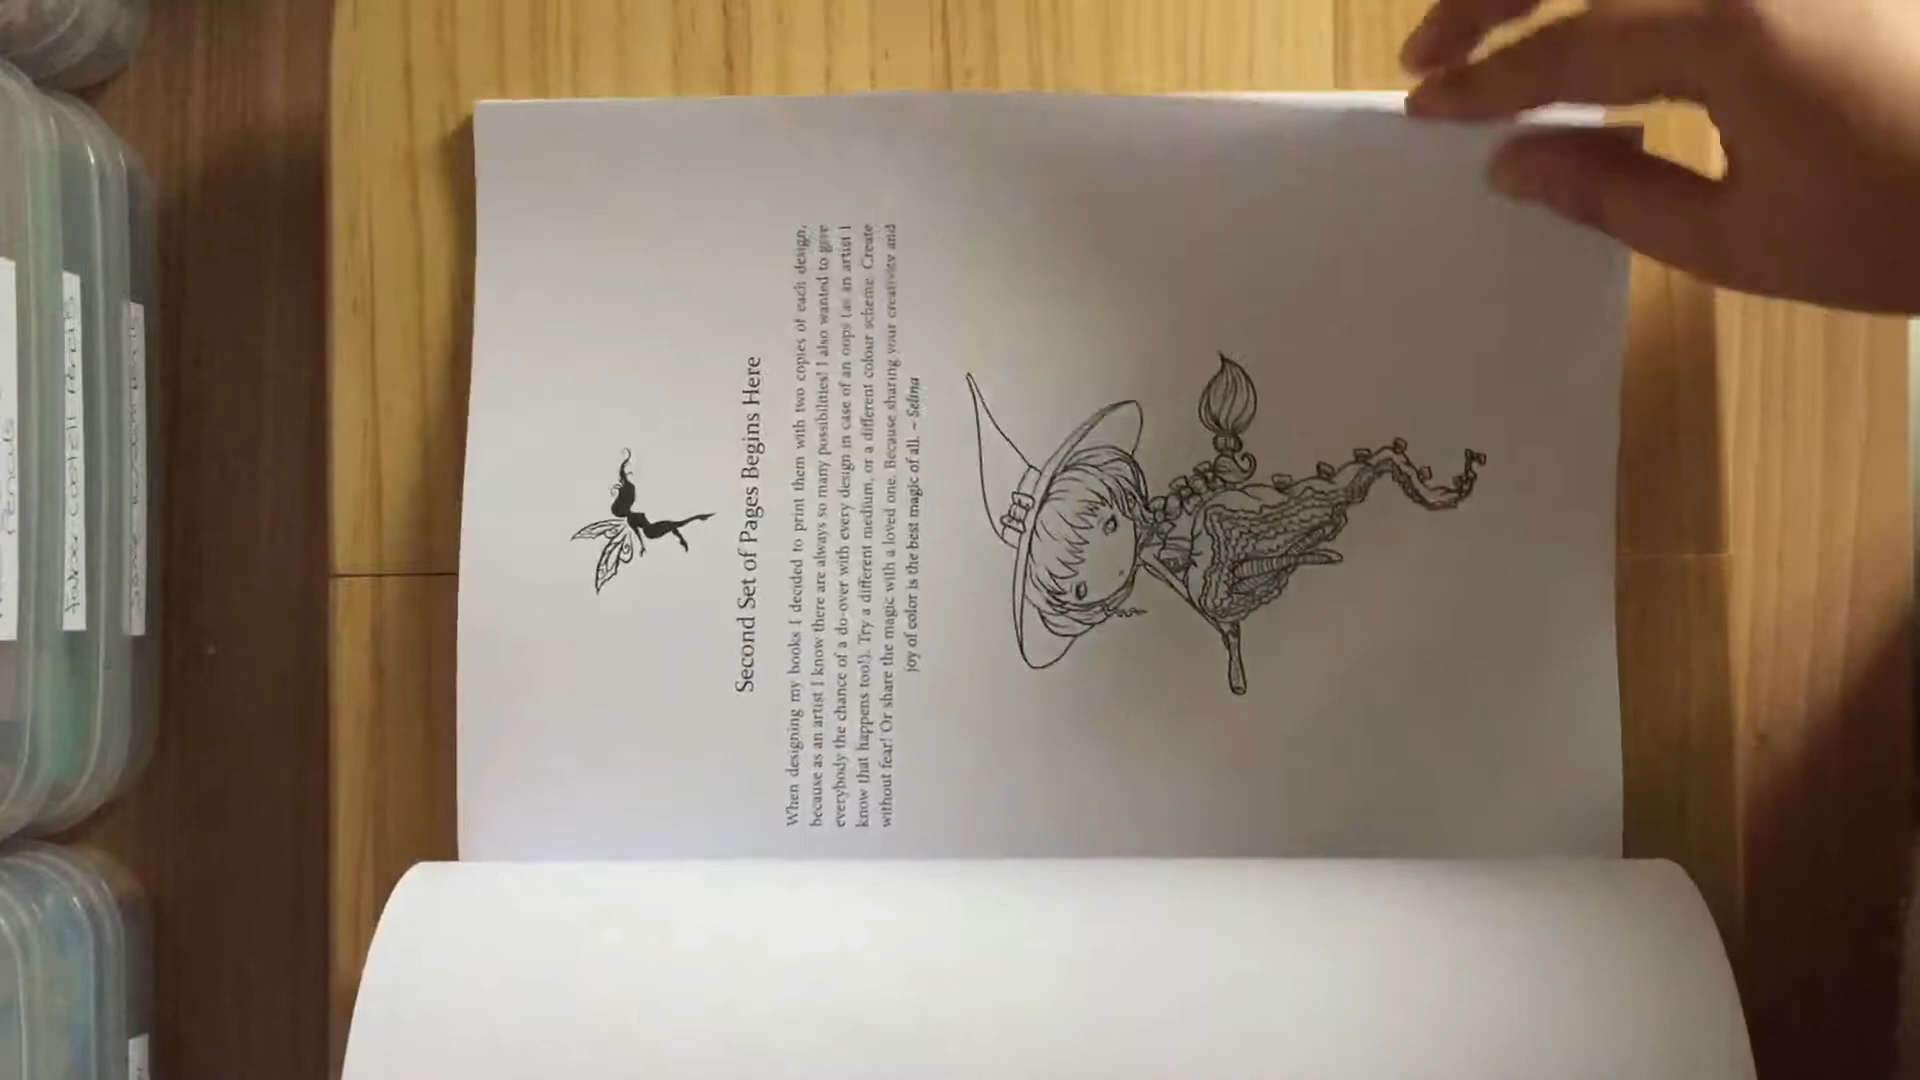 Second Set of Pages Begins Here
When designing my books I decided to print them with two copies of each design,
because as an artist I know there are always so many possibilities! I also wanted to give
everybody the chance of a do-over with every design in case of an oops (as an artist I
know that happens too!). Try a different medium, or a different colour scheme. Create
without fear! Or share the magic with a loved one. Because sharing your creativity and
joy of color is the best magic of all. ~ Selina
pencils